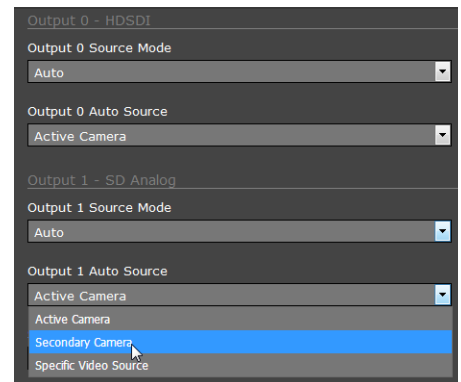 Output 0 - HDSDI
Output 0 Source Mode
Auto
Output 0 Auto Source
Active Camera
Output 1 - SD Analog
Output 1 Source Mode
Auto
Output 1 Auto Source
Active Camera
Active Camera
Secondary Camera
Specific Video Source